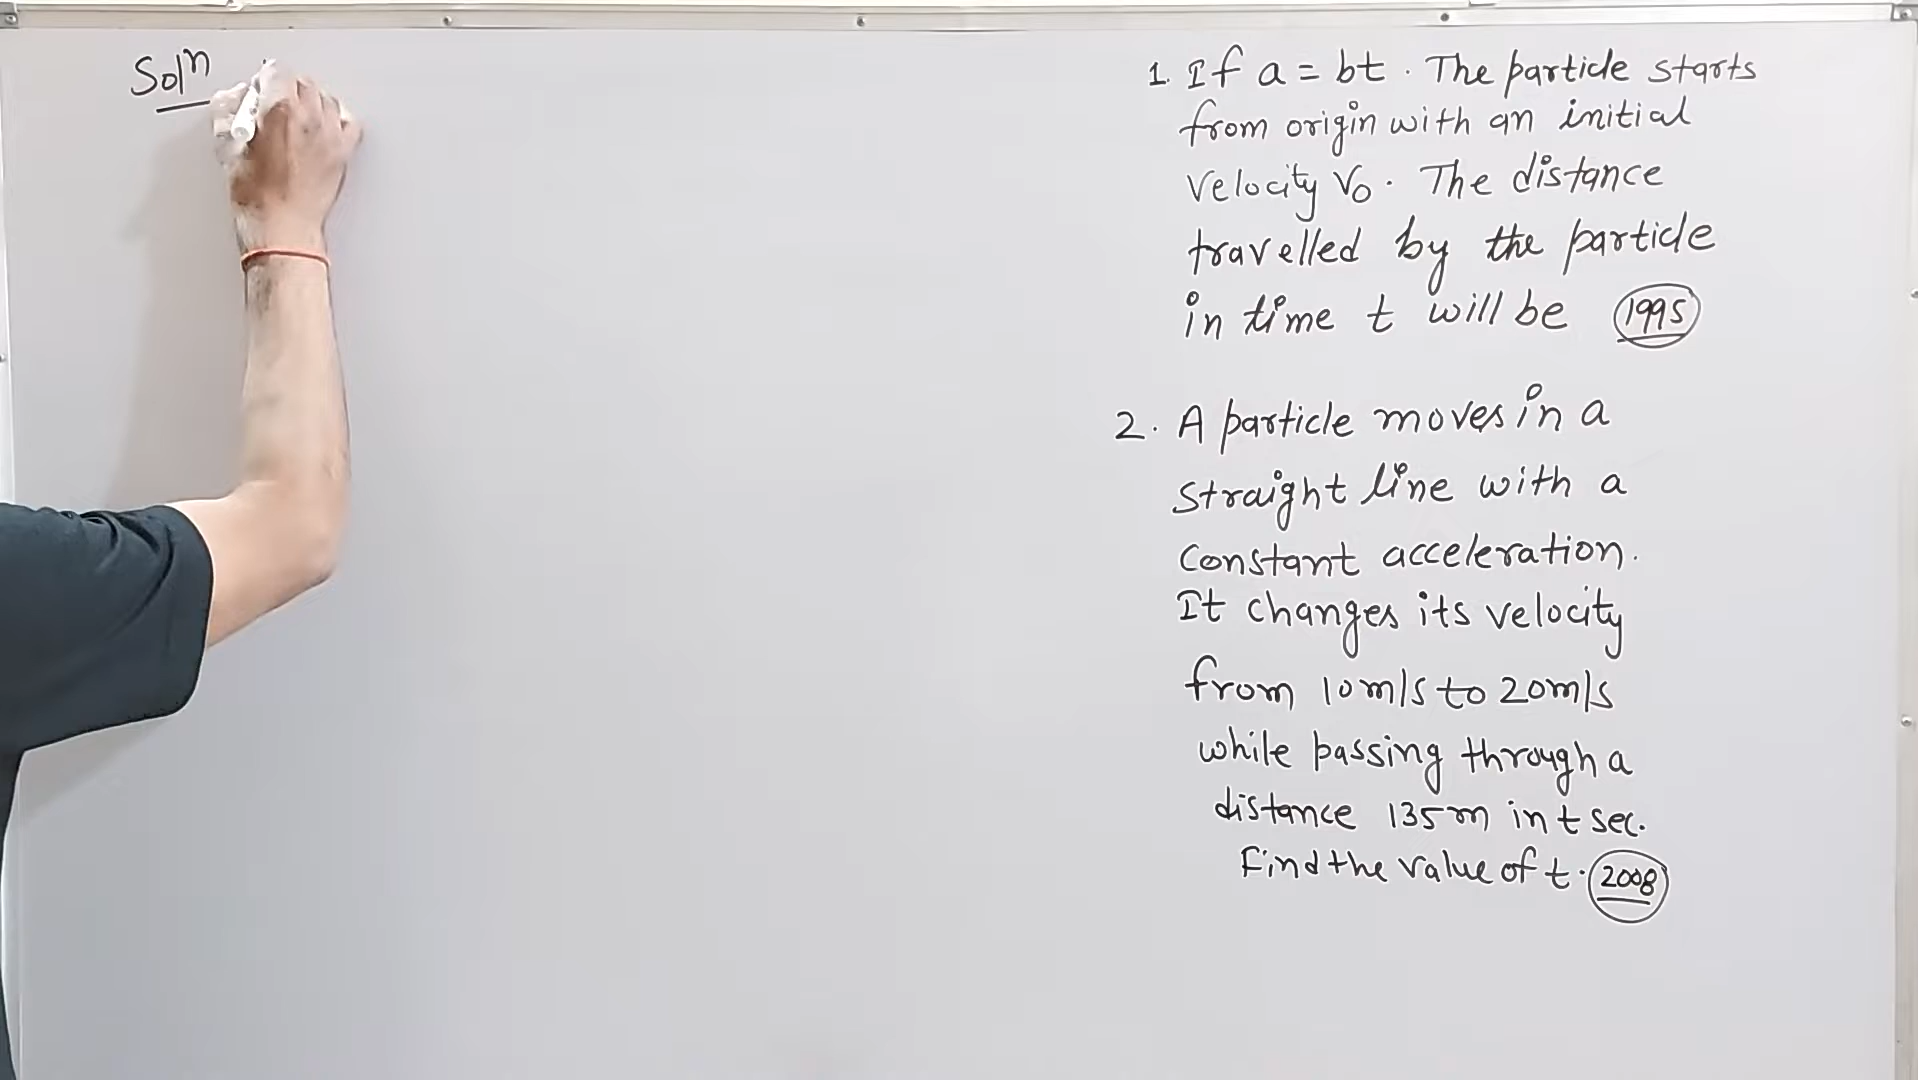 Solⁿ
1. If a = bt. The particle starts
from origin with an initial
velocity v₀. The distance
travelled by the particle
in time t will be 1995
2. A particle moves in a
straight line with a
constant acceleration.
It changes its velocity
from 10m/s to 20m/s
while passing through a
distance 135m in t sec.
Find the value of t. 2008